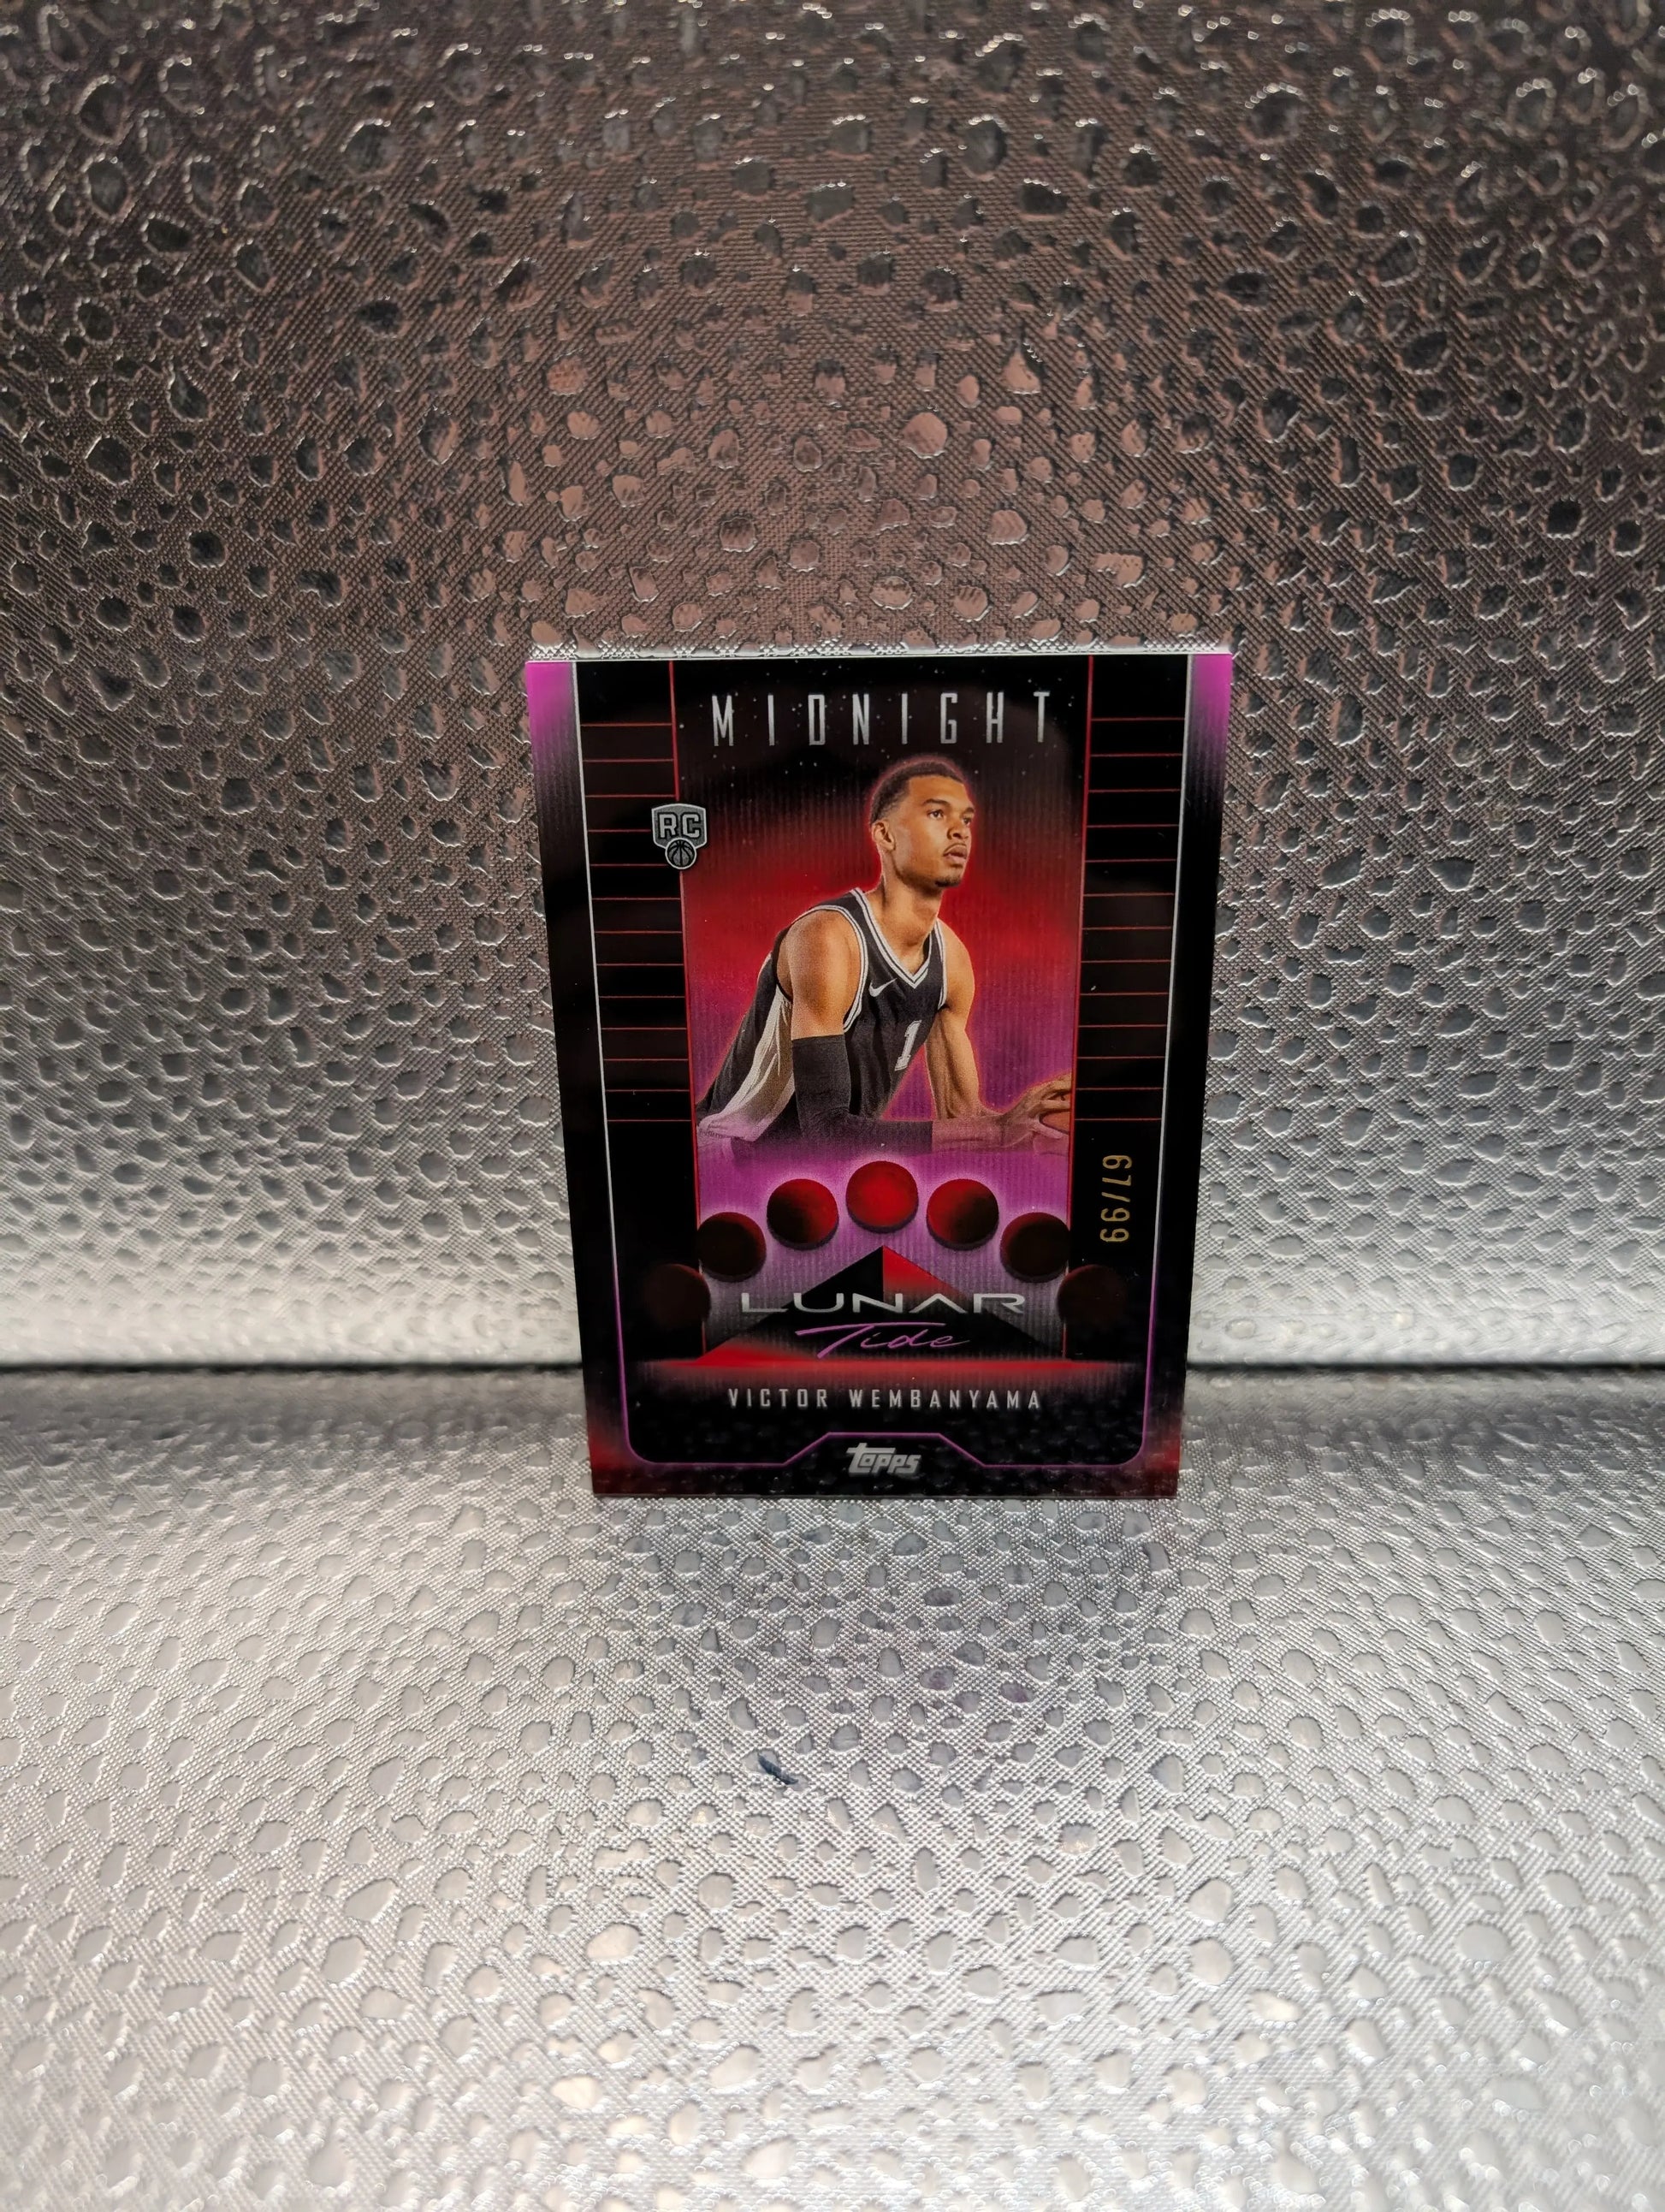 MIDNIGHT
RC
1
67/99
LUNAR
Tide
VICTOR WEMBANYAMA
Topps